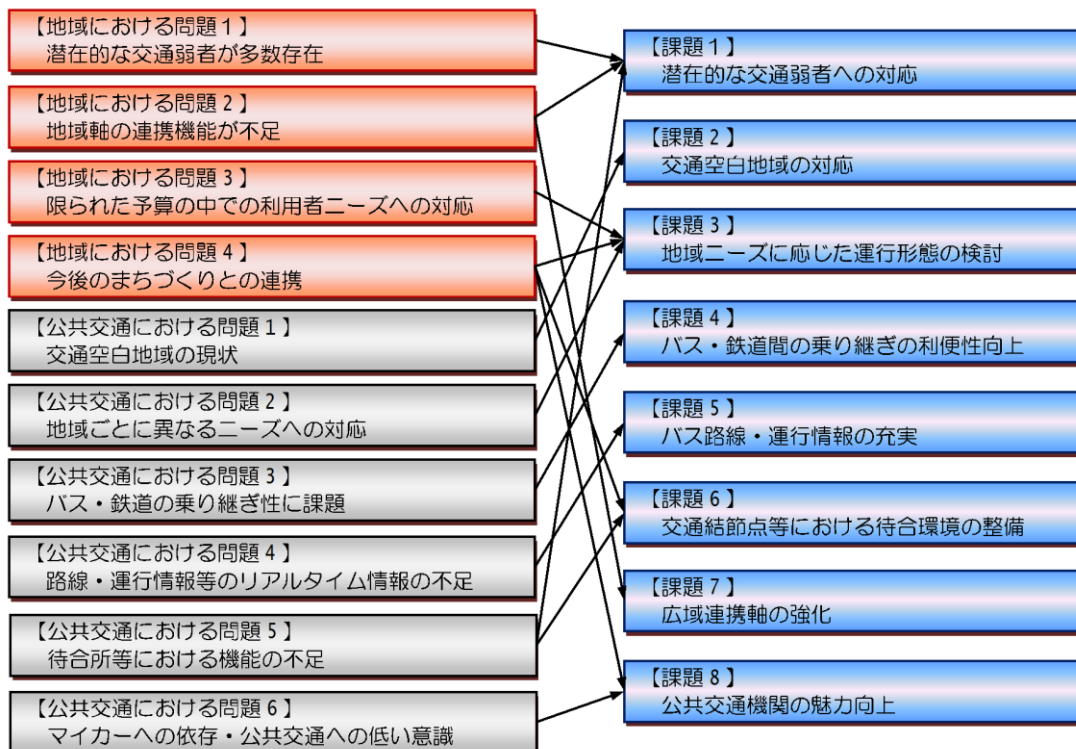 【地域における問題1】
潜在的な交通弱者が多数存在
【地域における問題2】
地域軸の連携機能が不足
【地域における問題3】
限られた予算の中での利用者ニーズへの対応
【地域における問題4】
今後のまちづくりとの連携
【公共交通における問題1】
交通空白地域の現状
【公共交通における問題2】
地域ごとに異なるニーズへの対応
【公共交通における問題3】
バス・鉄道の乗り継ぎ性に課題
【公共交通における問題4】
路線・運行情報等のリアルタイム情報の不足
【公共交通における問題5】
待合所等における機能の不足
【公共交通における問題6】
マイカーへの依存・公共交通への低い意識
【課題1】
潜在的な交通弱者への対応
【課題2】
交通空白地域の対応
【課題3】
地域ニーズに応じた運行形態の検討
【課題4】
バス・鉄道間の乗り継ぎの利便性向上
【課題5】
バス路線・運行情報の充実
【課題6】
交通結節点等における待合環境の整備
【課題7】
広域連携軸の強化
【課題8】
公共交通機関の魅力向上